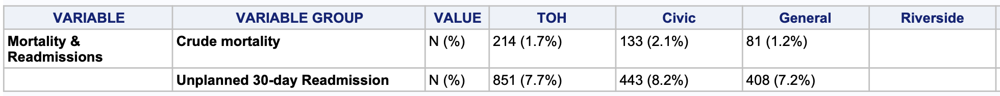 VARIABLE VARIABLE GROUP VALUE TOH Civic General Riverside
Mortality & Crude mortality N (%) 214 (1.7%) 133 (2.1%) 81 (1.2%)
Readmissions
Unplanned 30-day Readmission N (%) 851 (7.7%) 443 (8.2%) 408 (7.2%)